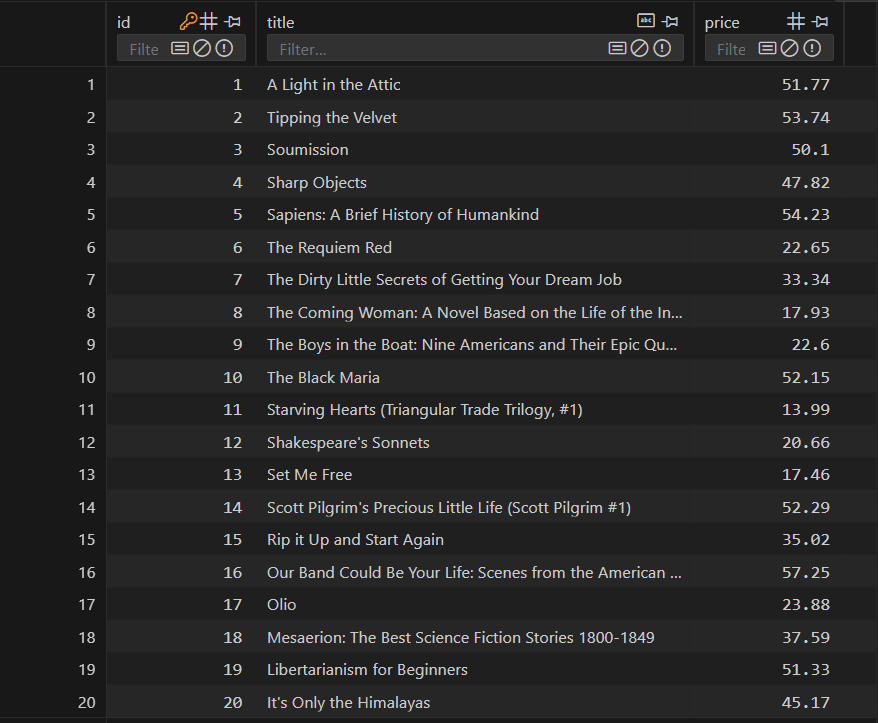 id title price
Filte Filter... Filte
1 1 A Light in the Attic 51.77
2 2 Tipping the Velvet 53.74
3 3 Soumission 50.1
4 4 Sharp Objects 47.82
5 5 Sapiens: A Brief History of Humankind 54.23
6 6 The Requiem Red 22.65
7 7 The Dirty Little Secrets of Getting Your Dream Job 33.34
8 8 The Coming Woman: A Novel Based on the Life of the In... 17.93
9 9 The Boys in the Boat: Nine Americans and Their Epic Qu... 22.6
10 10 The Black Maria 52.15
11 11 Starving Hearts (Triangular Trade Trilogy, #1) 13.99
12 12 Shakespeare's Sonnets 20.66
13 13 Set Me Free 17.46
14 14 Scott Pilgrim's Precious Little Life (Scott Pilgrim #1) 52.29
15 15 Rip it Up and Start Again 35.02
16 16 Our Band Could Be Your Life: Scenes from the American ... 57.25
17 17 Olio 23.88
18 18 Mesaerion: The Best Science Fiction Stories 1800-1849 37.59
19 19 Libertarianism for Beginners 51.33
20 20 It's Only the Himalayas 45.17